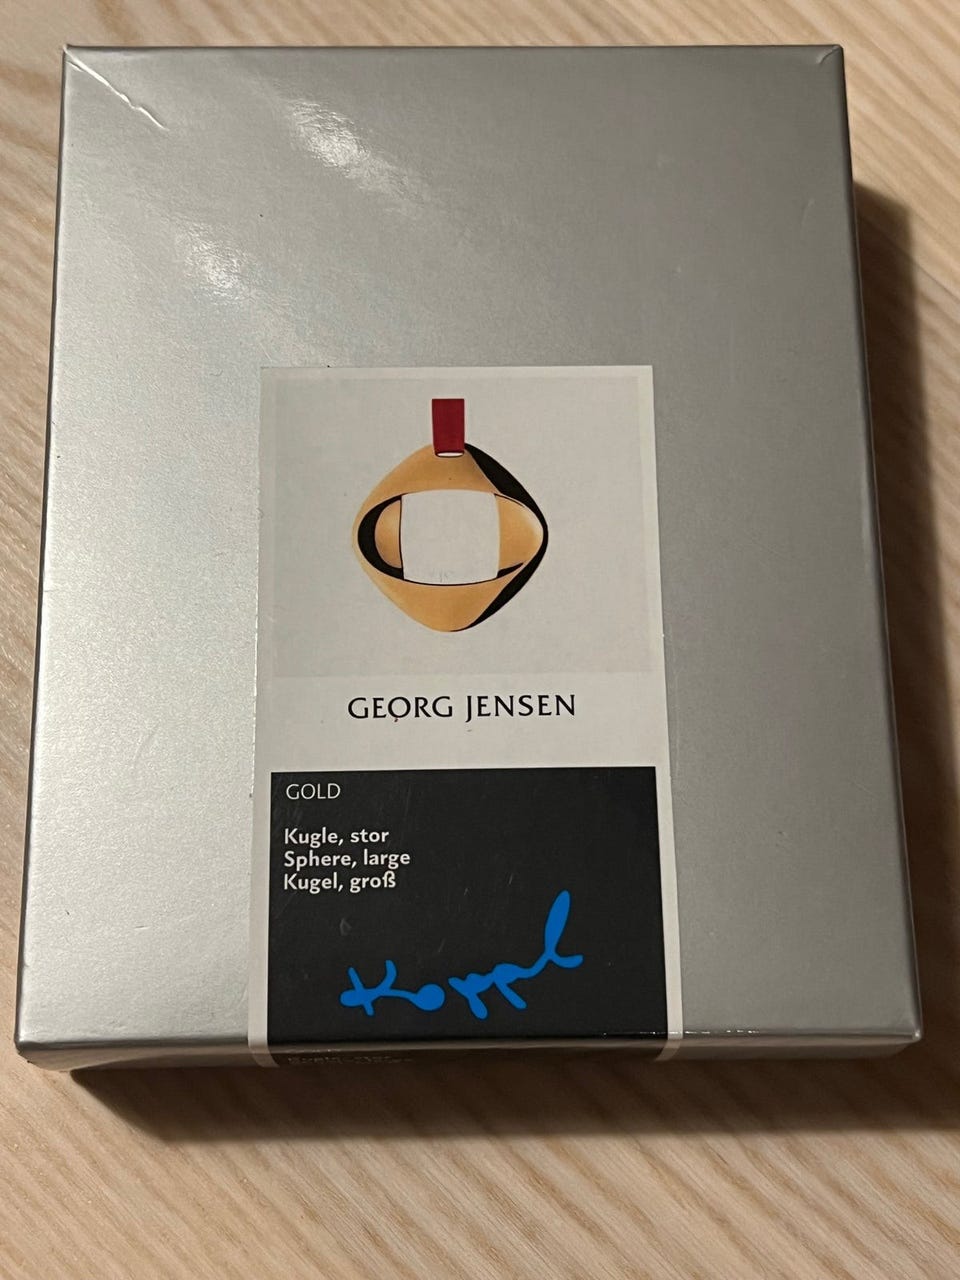 GEORG JENSEN
GOLD
Kugle, stor
Sphere, large
Kugel, groß
Koppel